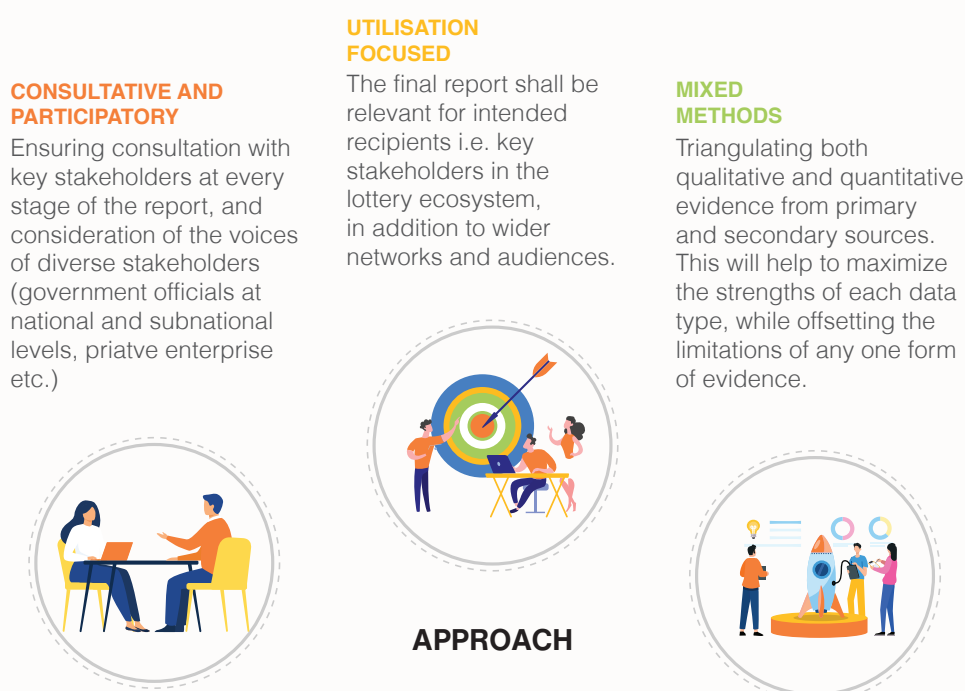 CONSULTATIVE AND
PARTICIPATORY
Ensuring consultation with
key stakeholders at every
stage of the report, and
consideration of the voices
of diverse stakeholders
(government officials at
national and subnational
levels, priatve enterprise
etc.)
UTILISATION
FOCUSED
The final report shall be
relevant for intended
recipients i.e. key
stakeholders in the
lottery ecosystem,
in addition to wider
networks and audiences.
MIXED
METHODS
Triangulating both
qualitative and quantitative
evidence from primary
and secondary sources.
This will help to maximize
the strengths of each data
type, while offsetting the
limitations of any one form
of evidence.
APPROACH